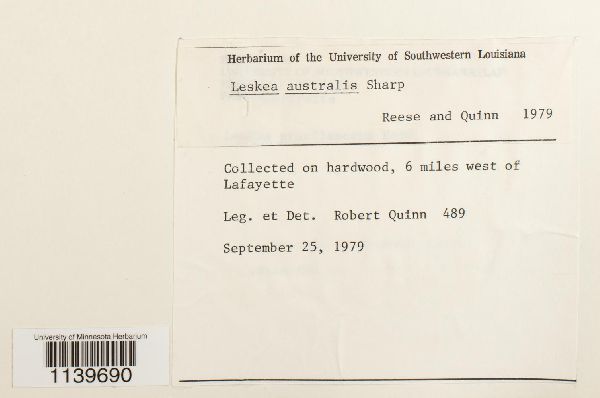 Herbarium of the University of Southwestern Louisiana
Leskea australis Sharp
Reese and Quinn 1979
Collected on hardwood, 6 miles west of
Lafayette
Leg. et Det. Robert Quinn 489
September 25, 1979
University of Minnesota Herbarium
1139690